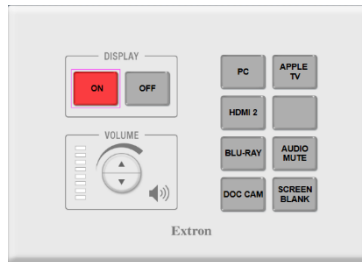 DISPLAY
ON
OFF
VOLUME
PC
APPLE
TV
HDMI 2
BLU-RAY
AUDIO
MUTE
DOC CAM
SCREEN
BLANK
Extron